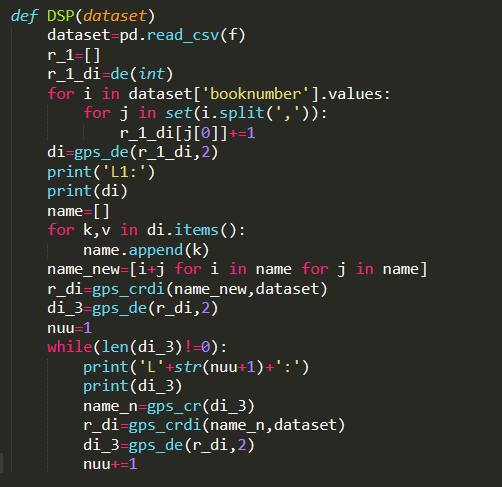 def DSP(dataset)
    dataset=pd.read_csv(f)
    r_1=[]
    r_1_di=de(int)
    for i in dataset['booknumber'].values:
        for j in set(i.split(',')):
            r_1_di[j[0]]+=1
    di=gps_de(r_1_di,2)
    print('L1:')
    print(di)
    name=[]
    for k,v in di.items():
        name.append(k)
    name_new=[i+j for i in name for j in name]
    r_di=gps_crdi(name_new,dataset)
    di_3=gps_de(r_di,2)
    nuu=1
    while(len(di_3)!=0):
        print('L'+str(nuu+1)+':')
        print(di_3)
        name_n=gps_cr(di_3)
        r_di=gps_crdi(name_n,dataset)
        di_3=gps_de(r_di,2)
        nuu+=1